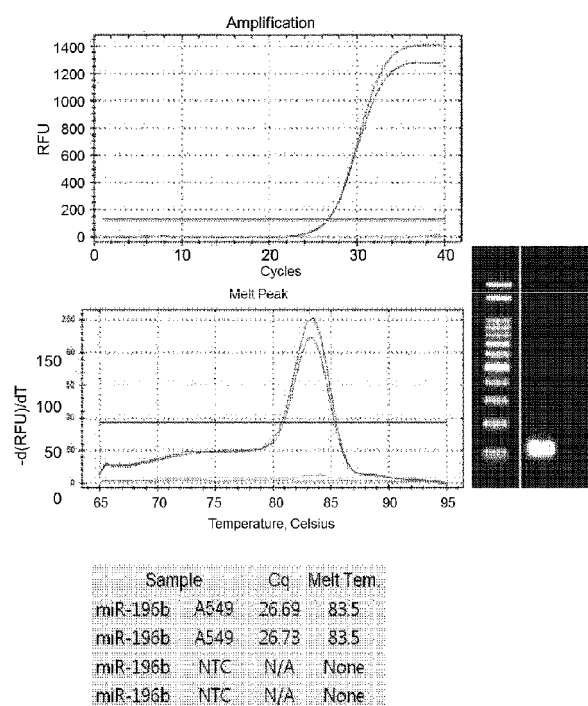 Amplification
1400
1200
1000
800
600
400
200
0
RFU
0 10 20 30 40
Cycles
Melt Peak
150
100
50
0
-d(RFU)/dT
65 70 75 80 85 90 95
Temperature, Celsius
Sample Cq Melt Tem.
miR-196b A549 26.69 83.5
miR-196b A549 26.73 83.5
miR-196b NTC N/A None
miR-196b NTC N/A None